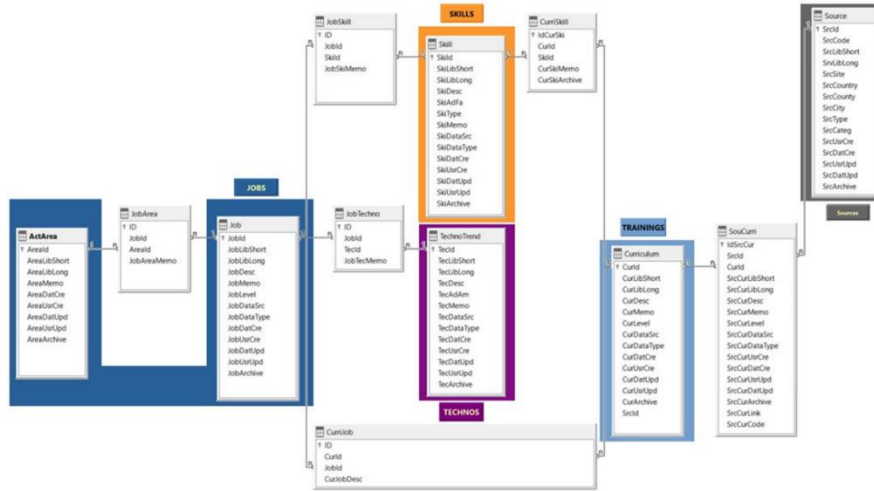 SKILLS
JobSkill
ID
JobId
SkiId
JobSkiMemo
Skill
SkiId
SkiLibShort
SkiLibLong
SkiDesc
SkiAdFa
SkiType
SkiMemo
SkiDataSrc
SkiDataType
SkiDatCre
SkiUsrCre
SkiDatUpd
SkiUsrUpd
SkiArchive
CurriSkill
IdCurSki
CurId
SkiId
CurSkiMemo
CurSkiArchive
Source
SrcId
SrcCode
SrcLibShort
SrvLibLong
SrcSite
SrcCountry
SrcCounty
SrcCity
SrcType
SrcCateg
SrcUsrCre
SrcDatCre
SrcUsrUpd
SrcDatUpd
SrcArchive
Sources
JOBS
ActArea
AreaId
AreaLibShort
AreaLibLong
AreaMemo
AreaDatCre
AreaUsrCre
AreaDatUpd
AreaUsrUpd
AreaArchive
JobArea
ID
JobId
AreaId
JobAreaMemo
Job
JobId
JobLibShort
JobLibLong
JobDesc
JobMemo
JobLevel
JobDataSrc
JobDataType
JobDatCre
JobUsrCre
JobDatUpd
JobUsrUpd
JobArchive
JobTechno
ID
JobId
TecId
JobTecMemo
TechnoTrend
TecId
TecLibShort
TecLibLong
TecDesc
TecAdAm
TecMemo
TecDataSrc
TecDataType
TecDatCre
TecUsrCre
TecDatUpd
TecUsrUpd
TecArchive
TECHNOS
TRAININGS
Curriculum
CurId
CurLibShort
CurLibLong
CurDesc
CurMemo
CurLevel
CurDataSrc
CurDataType
CurDatCre
CurUsrCre
CurDatUpd
CurUsrUpd
CurArchive
SrcId
SouCurri
IdSrcCur
SrcId
CurId
SrcCurLibShort
SrcCurLibLong
SrcCurDesc
SrcCurMemo
SrcCurLevel
SrcCurDataSrc
SrcCurDataType
SrcCurUsrCre
SrcCurDatCre
SrcCurUsrUpd
SrcCurDatUpd
SrcCurArchive
SrcCurLink
SrcCurCode
CurriJob
ID
CurId
JobId
CurJobDesc